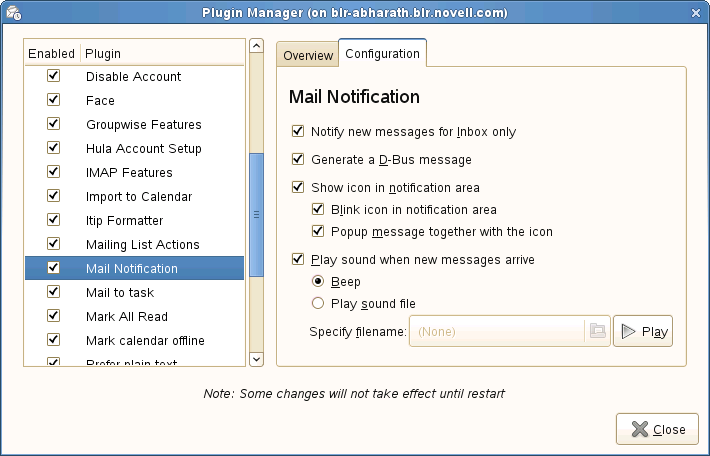 Plugin Manager (on blr-abharath.blr.novell.com)
Enabled Plugin
Disable Account
Face
Groupwise Features
Hula Account Setup
IMAP Features
Import to Calendar
Itip Formatter
Mailing List Actions
Mail Notification
Mail to task
Mark All Read
Mark calendar offline
Prefer plain text
Overview Configuration
Mail Notification
Notify new messages for Inbox only
Generate a D-Bus message
Show icon in notification area
Blink icon in notification area
Popup message together with the icon
Play sound when new messages arrive
Beep
Play sound file
Specify filename: (None) Play
Note: Some changes will not take effect until restart
Close